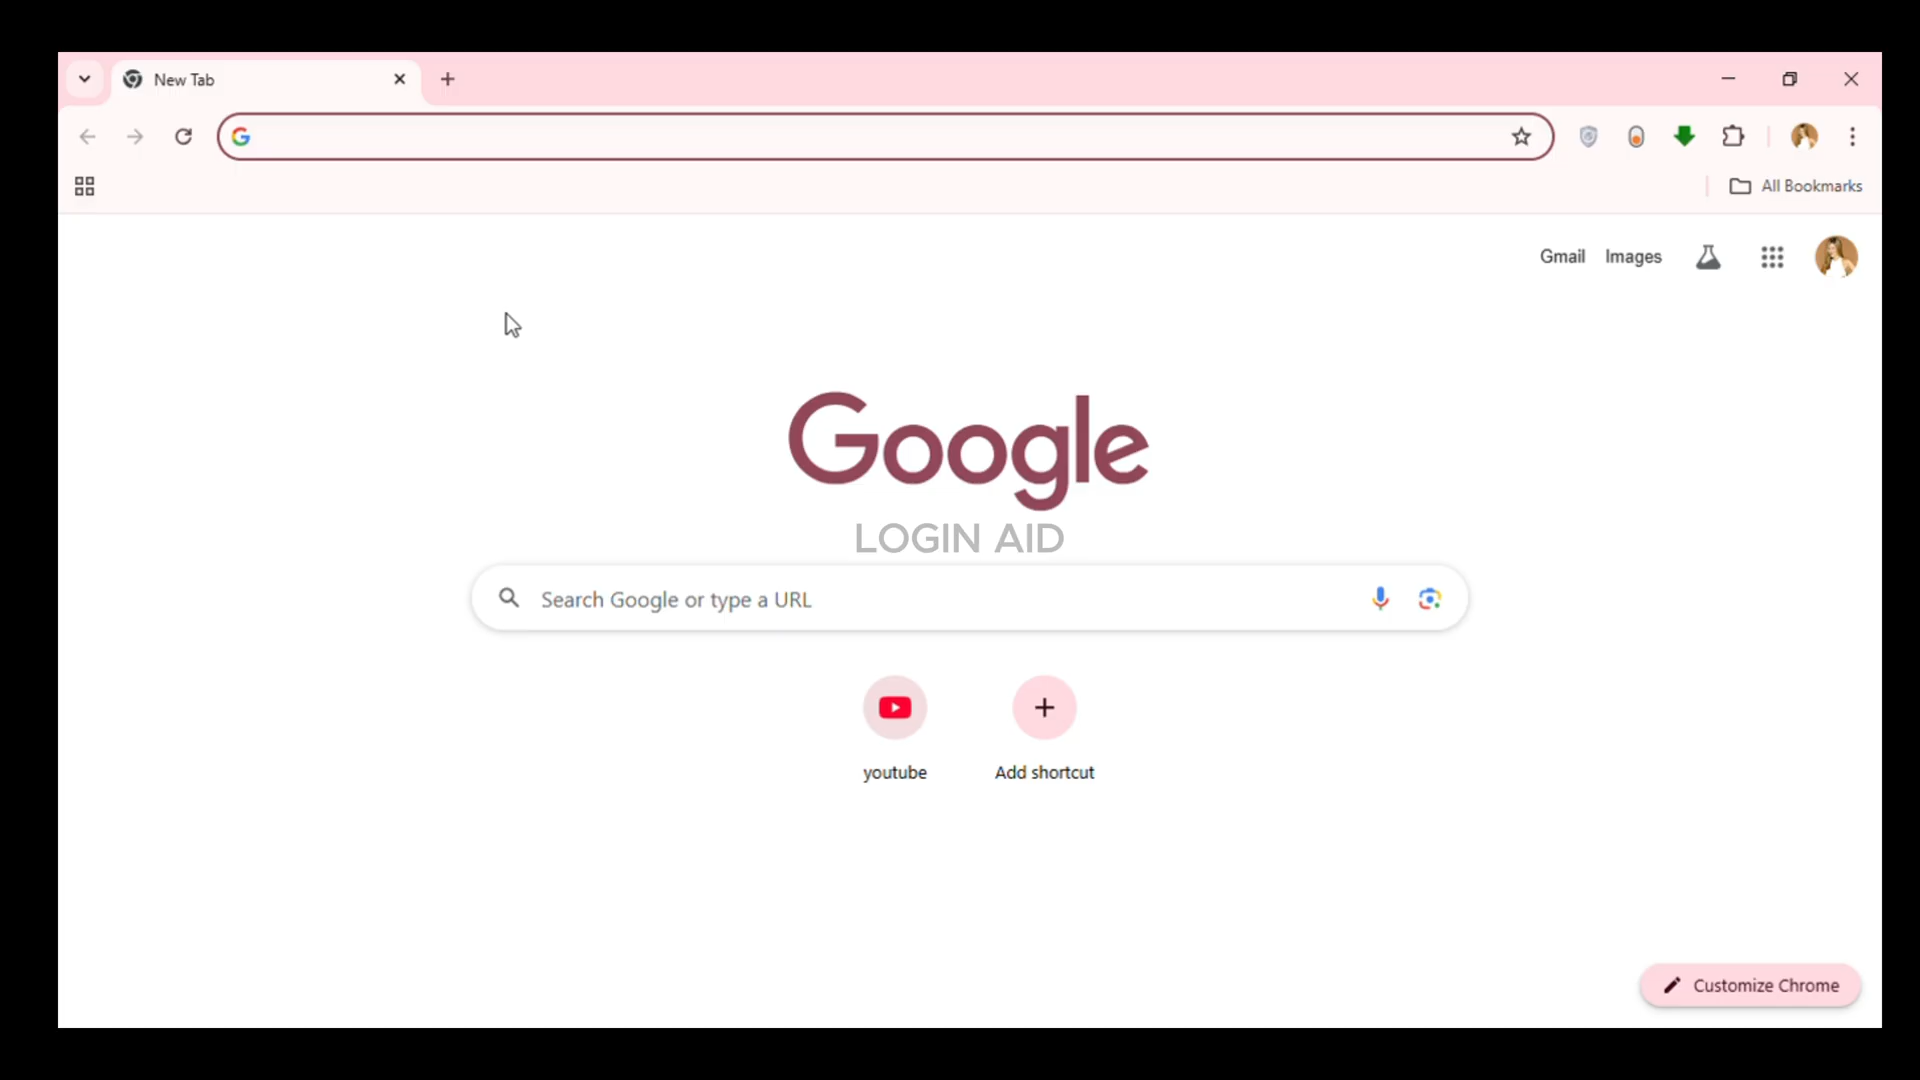 New Tab
All Bookmarks
Gmail Images
Google
LOGIN AID
Search Google or type a URL
youtube
Add shortcut
Customize Chrome